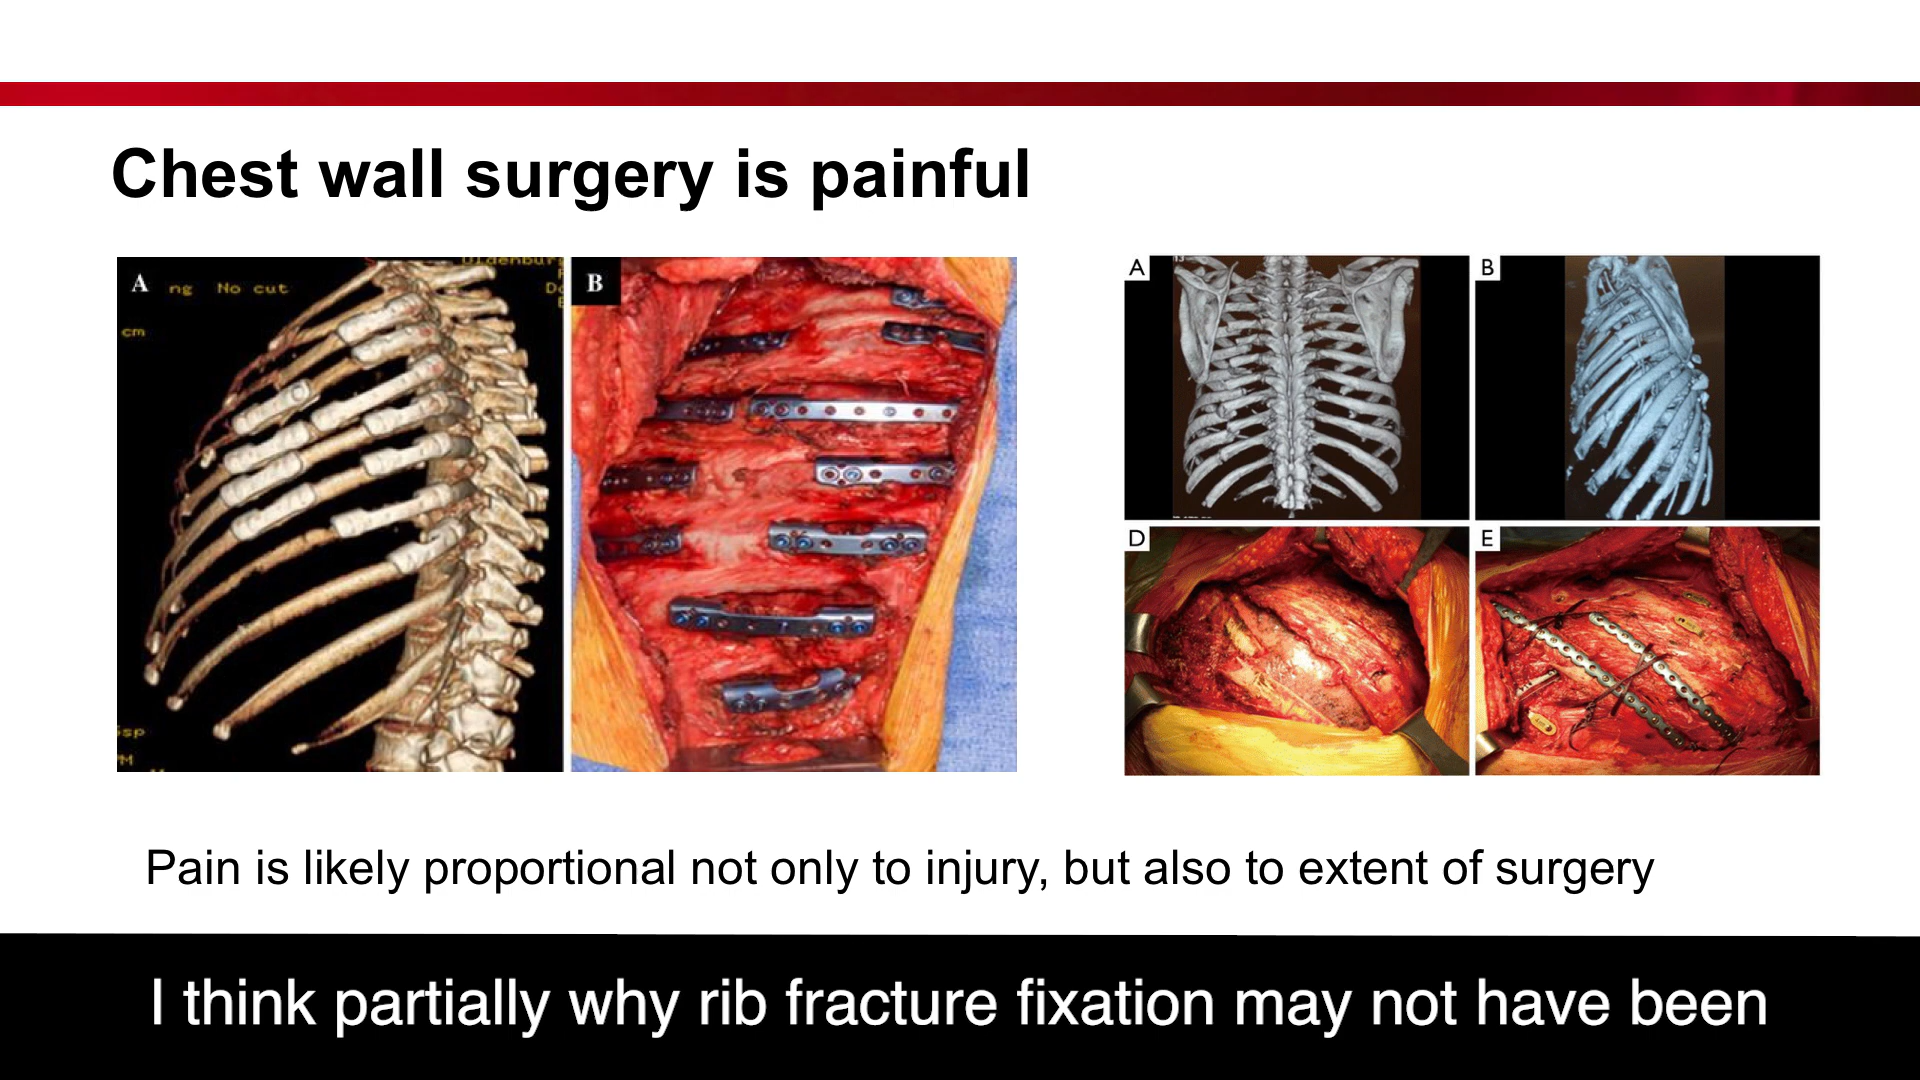 Chest wall surgery is painful
A
ng No cut
cm
B
A
B
D
E
Pain is likely proportional not only to injury, but also to extent of surgery
I think partially why rib fracture fixation may not have been